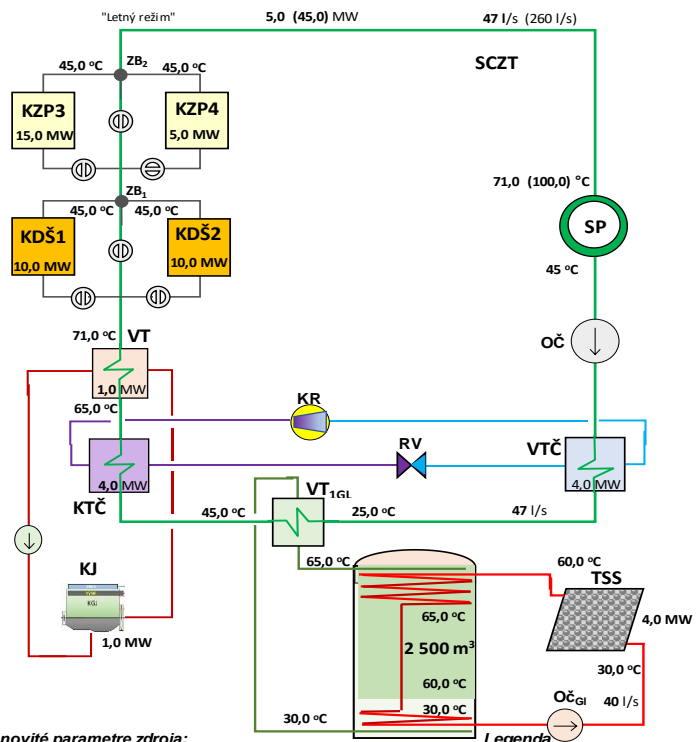 "Letný režim"
5,0 (45,0) MW
47 l/s (260 l/s)
45,0 °C
ZB₂
45,0 °C
SCZT
KZP3
15,0 MW
KZP4
5,0 MW
71,0 (100,0) °C
45,0 °C
ZB₁
45,0 °C
KDŠ1
10,0 MW
KDŠ2
10,0 MW
SP
45 °C
71,0 °C
VT
OČ
1,0 MW
65,0 °C
KR
RV
VTČ
4,0 MW
KTČ
4,0 MW
45,0 °C
VT₁GL
25,0 °C
47 l/s
65,0 °C
60,0 °C
TSS
KJ
KGJ
65,0 °C
4,0 MW
1,0 MW
2 500 m³
60,0 °C
30,0 °C
30,0 °C
30,0 °C
OčGl
40 l/s
novité parametre zdroja:
Legenda